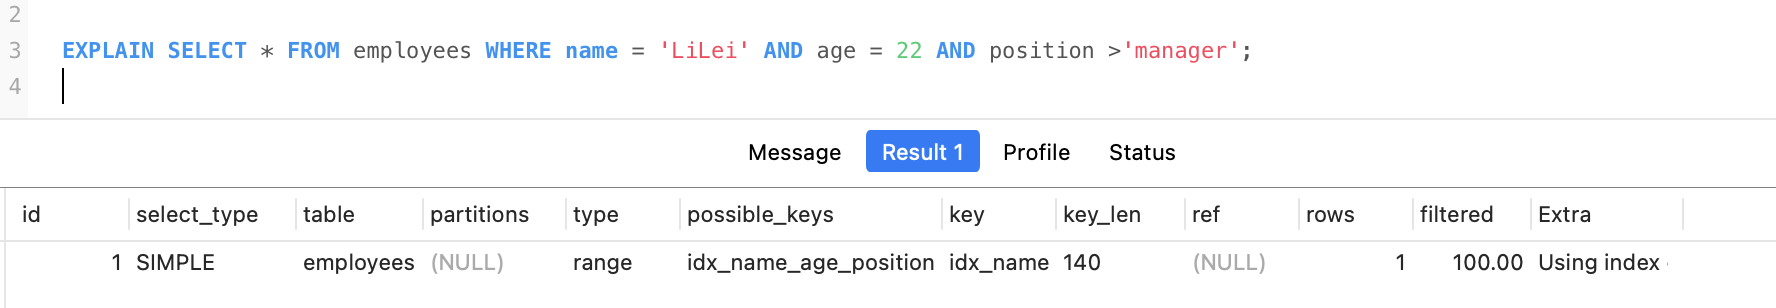 2
3 EXPLAIN SELECT * FROM employees WHERE name = 'LiLei' AND age = 22 AND position >'manager';
4
Message Result 1 Profile Status
id select_type table partitions type possible_keys key key_len ref rows filtered Extra
1 SIMPLE employees (NULL) range idx_name_age_position idx_name 140 (NULL) 1 100.00 Using index